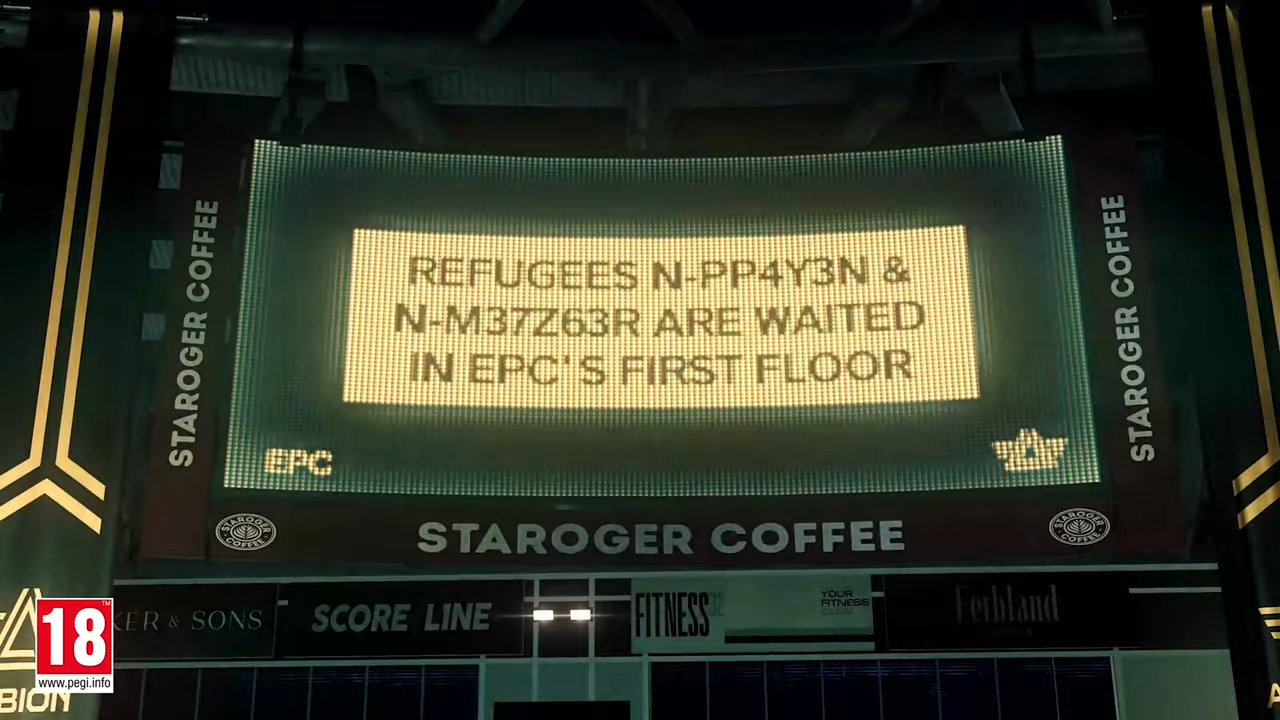 STAROGER COFFEE
STAROGER COFFEE
REFUGEES N-PP4Y3N &
N-M37Z63R ARE WAITED
IN EPC'S FIRST FLOOR
EPC
STAROGER COFFEE
STAROGER COFFEE
STAROGER COFFEE
KER & SONS
SCORE LINE
FITNESS
YOUR
FITNESS
Ferbland
18
www.pegi.info
BION